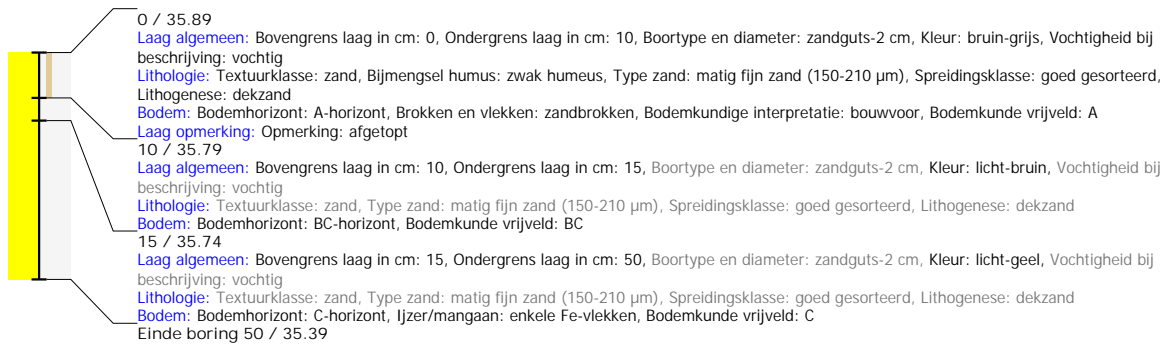 0 / 35.89
Laag algemeen: Bovengrens laag in cm: 0, Ondergrens laag in cm: 10, Boortype en diameter: zandguts-2 cm, Kleur: bruin-grijs, Vochtigheid bij
beschrijving: vochtig
Lithologie: Textuurklasse: zand, Bijmengsel humus: zwak humeus, Type zand: matig fijn zand (150-210 µm), Spreidingsklasse: goed gesorteerd,
Lithogenese: dekzand
Bodem: Bodemhorizont: A-horizont, Brokken en vlekken: zandbrokken, Bodemkundige interpretatie: bouwvoor, Bodemkunde vrijveld: A
Laag opmerking: Opmerking: afgetopt
10 / 35.79
Laag algemeen: Bovengrens laag in cm: 10, Ondergrens laag in cm: 15, Boortype en diameter: zandguts-2 cm, Kleur: licht-bruin, Vochtigheid bij
beschrijving: vochtig
Lithologie: Textuurklasse: zand, Type zand: matig fijn zand (150-210 µm), Spreidingsklasse: goed gesorteerd, Lithogenese: dekzand
Bodem: Bodemhorizont: BC-horizont, Bodemkunde vrijveld: BC
15 / 35.74
Laag algemeen: Bovengrens laag in cm: 15, Ondergrens laag in cm: 50, Boortype en diameter: zandguts-2 cm, Kleur: licht-geel, Vochtigheid bij
beschrijving: vochtig
Lithologie: Textuurklasse: zand, Type zand: matig fijn zand (150-210 µm), Spreidingsklasse: goed gesorteerd, Lithogenese: dekzand
Bodem: Bodemhorizont: C-horizont, Ijzer/mangaan: enkele Fe-vlekken, Bodemkunde vrijveld: C
Einde boring 50 / 35.39